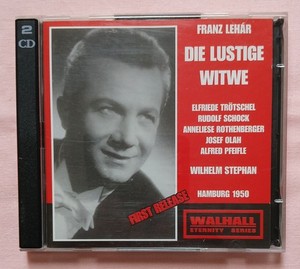 2
CD
FRANZ LEHÁR
DIE LUSTIGE
WITWE
ELFRIEDE TRÖTSCHEL
RUDOLF SCHOCK
ANNELIESE ROTHENBERGER
JOSEF OLAH
ALFRED PFEIFLE
WILHELM STEPHAN
HAMBURG 1950
FIRST RELEASE
WALHALL
ETERNITY SERIES